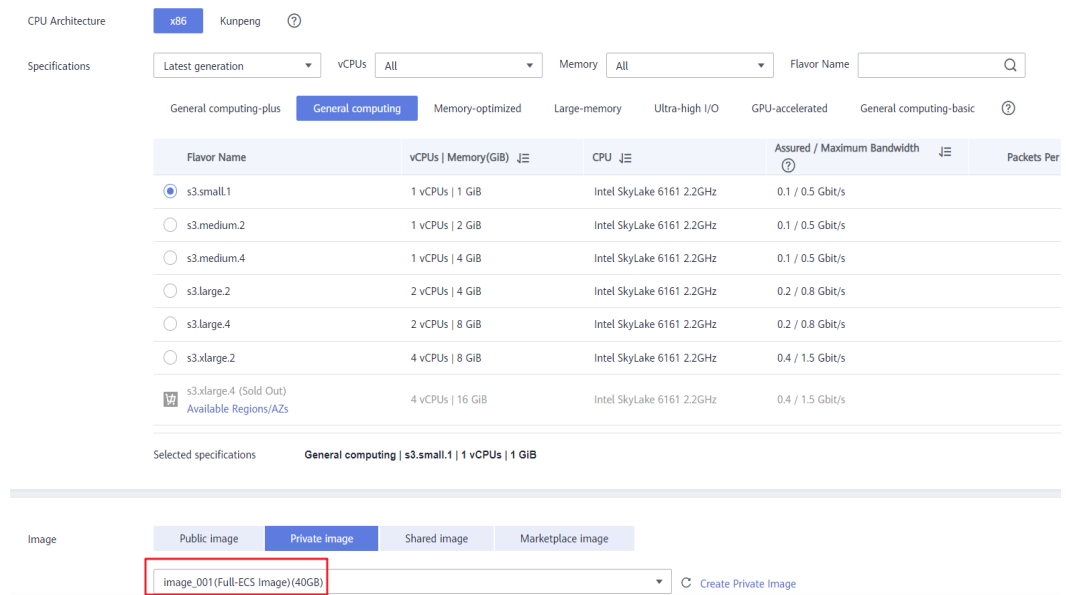 CPU Architecture x86 Kunpeng ?
Specifications Latest generation vCPUs All Memory All Flavor Name
General computing-plus General computing Memory-optimized Large-memory Ultra-high I/O GPU-accelerated General computing-basic ?
Flavor Name vCPUs | Memory(GiB) CPU Assured / Maximum Bandwidth ? Packets Per
s3.small.1 1 vCPUs | 1 GiB Intel SkyLake 6161 2.2GHz 0.1 / 0.5 Gbit/s
s3.medium.2 1 vCPUs | 2 GiB Intel SkyLake 6161 2.2GHz 0.1 / 0.5 Gbit/s
s3.medium.4 1 vCPUs | 4 GiB Intel SkyLake 6161 2.2GHz 0.1 / 0.5 Gbit/s
s3.large.2 2 vCPUs | 4 GiB Intel SkyLake 6161 2.2GHz 0.2 / 0.8 Gbit/s
s3.large.4 2 vCPUs | 8 GiB Intel SkyLake 6161 2.2GHz 0.2 / 0.8 Gbit/s
s3.xlarge.2 4 vCPUs | 8 GiB Intel SkyLake 6161 2.2GHz 0.4 / 1.5 Gbit/s
s3.xlarge.4 (Sold Out) 4 vCPUs | 16 GiB Intel SkyLake 6161 2.2GHz 0.4 / 1.5 Gbit/s
Available Regions/AZs
Selected specifications General computing | s3.small.1 | 1 vCPUs | 1 GiB
Image Public image Private image Shared image Marketplace image
image_001(Full-ECS Image)(40GB) Create Private Image